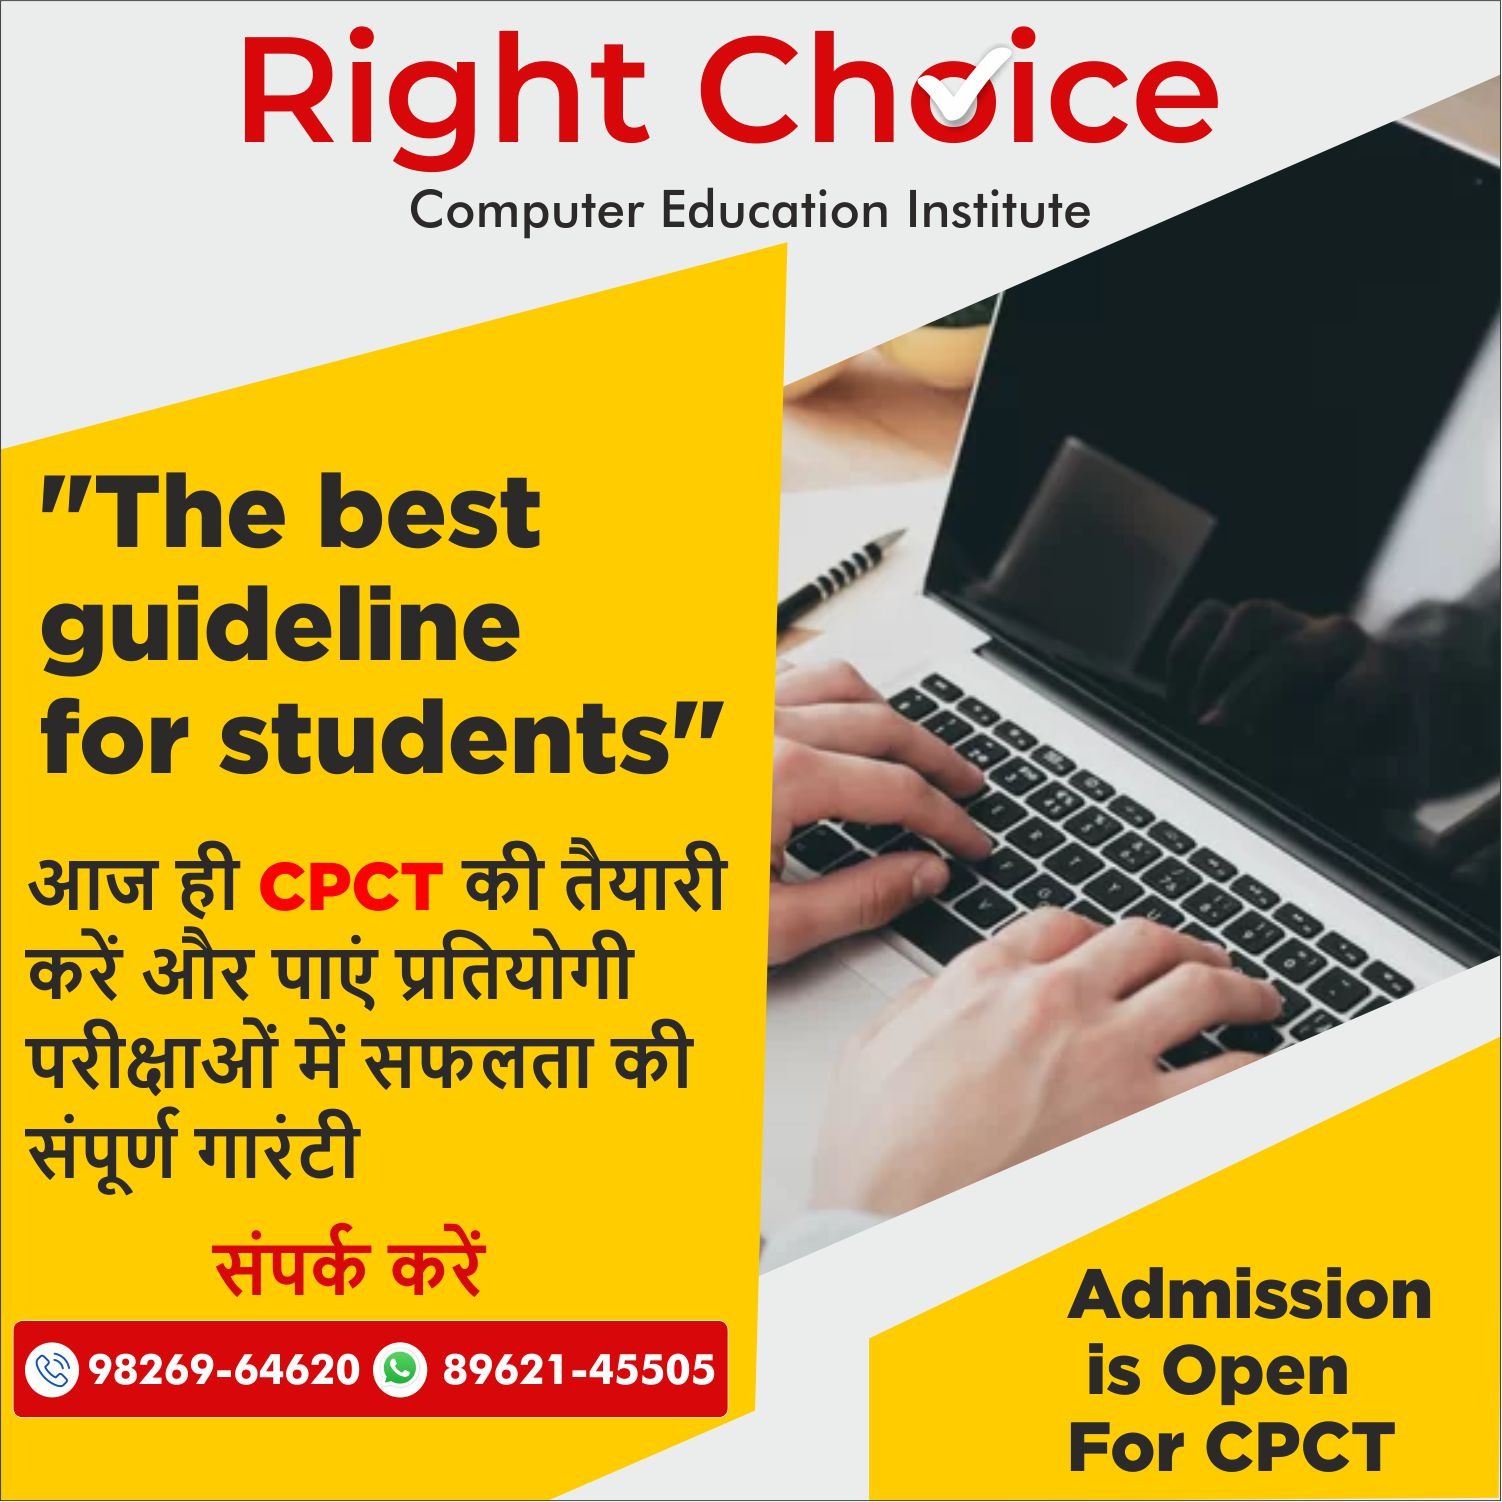 Right Choice
Computer Education Institute
"The best
guideline
for students"
आज ही CPCT की तैयारी
करें और पाएं प्रतियोगी
परीक्षाओं में सफलता की
संपूर्ण गारंटी
संपर्क करें
98269-64620 89621-45505
Admission
is Open
For CPCT